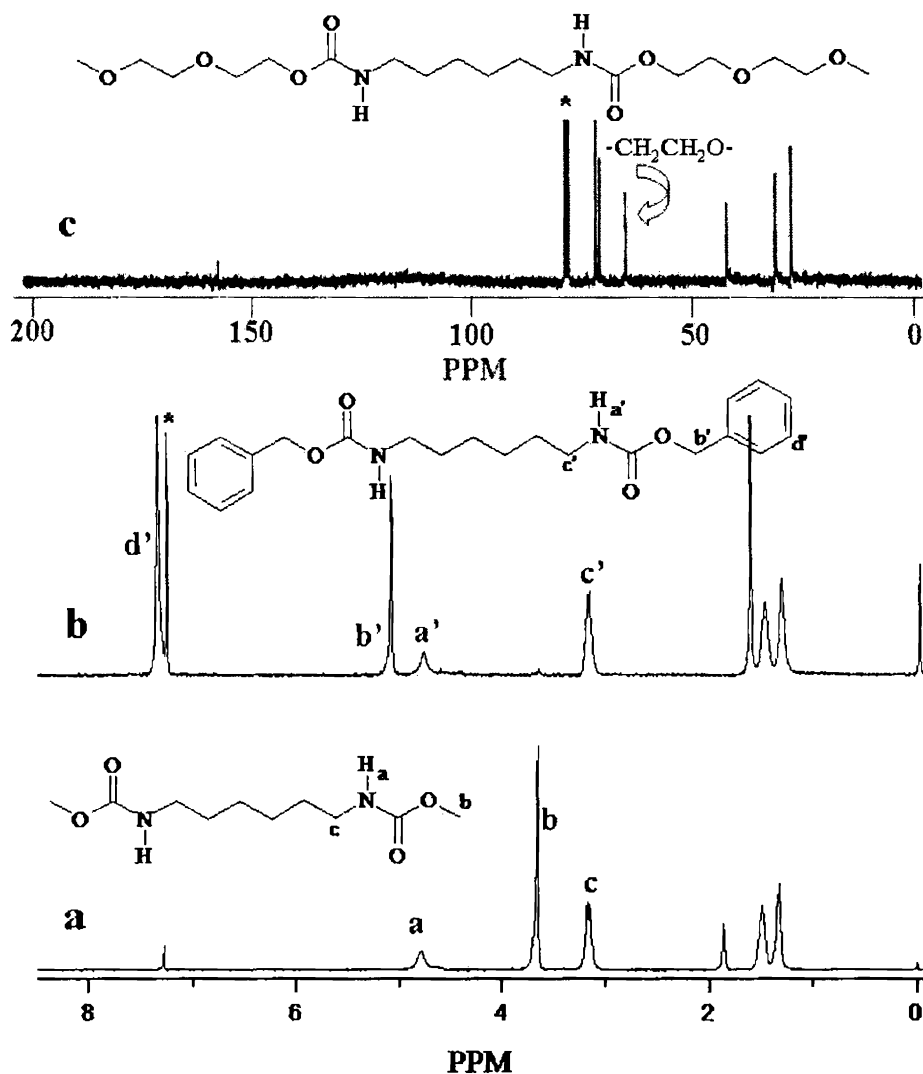 O H
N O O
O O O N O O
H O
*
-CH₂CH₂O-
c
200 150 100 50 0
PPM
*
O H a'
N b'
O N c' O d'
H O
d'
c'
b' a'
b
O H a
N O b
O N c
H O
b
c
a
a
8 6 4 2 0
PPM